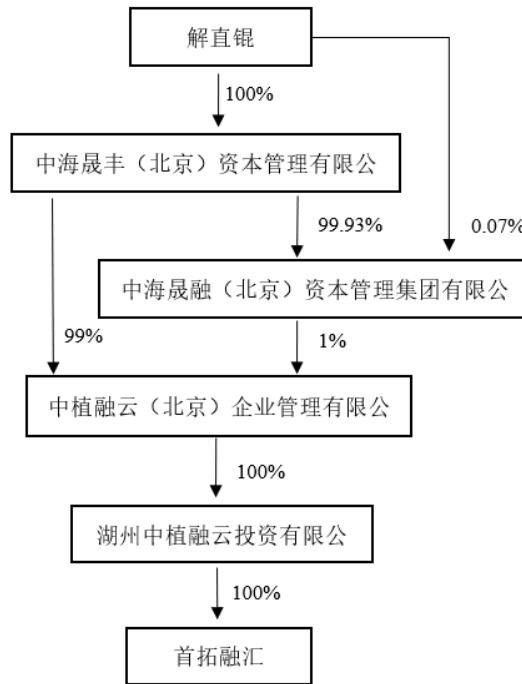 解直锟
100%
中海晟丰（北京）资本管理有限公
99.93%
0.07%
中海晟融（北京）资本管理集团有限公
99%
1%
中植融云（北京）企业管理有限公
100%
湖州中植融云投资有限公
100%
首拓融汇